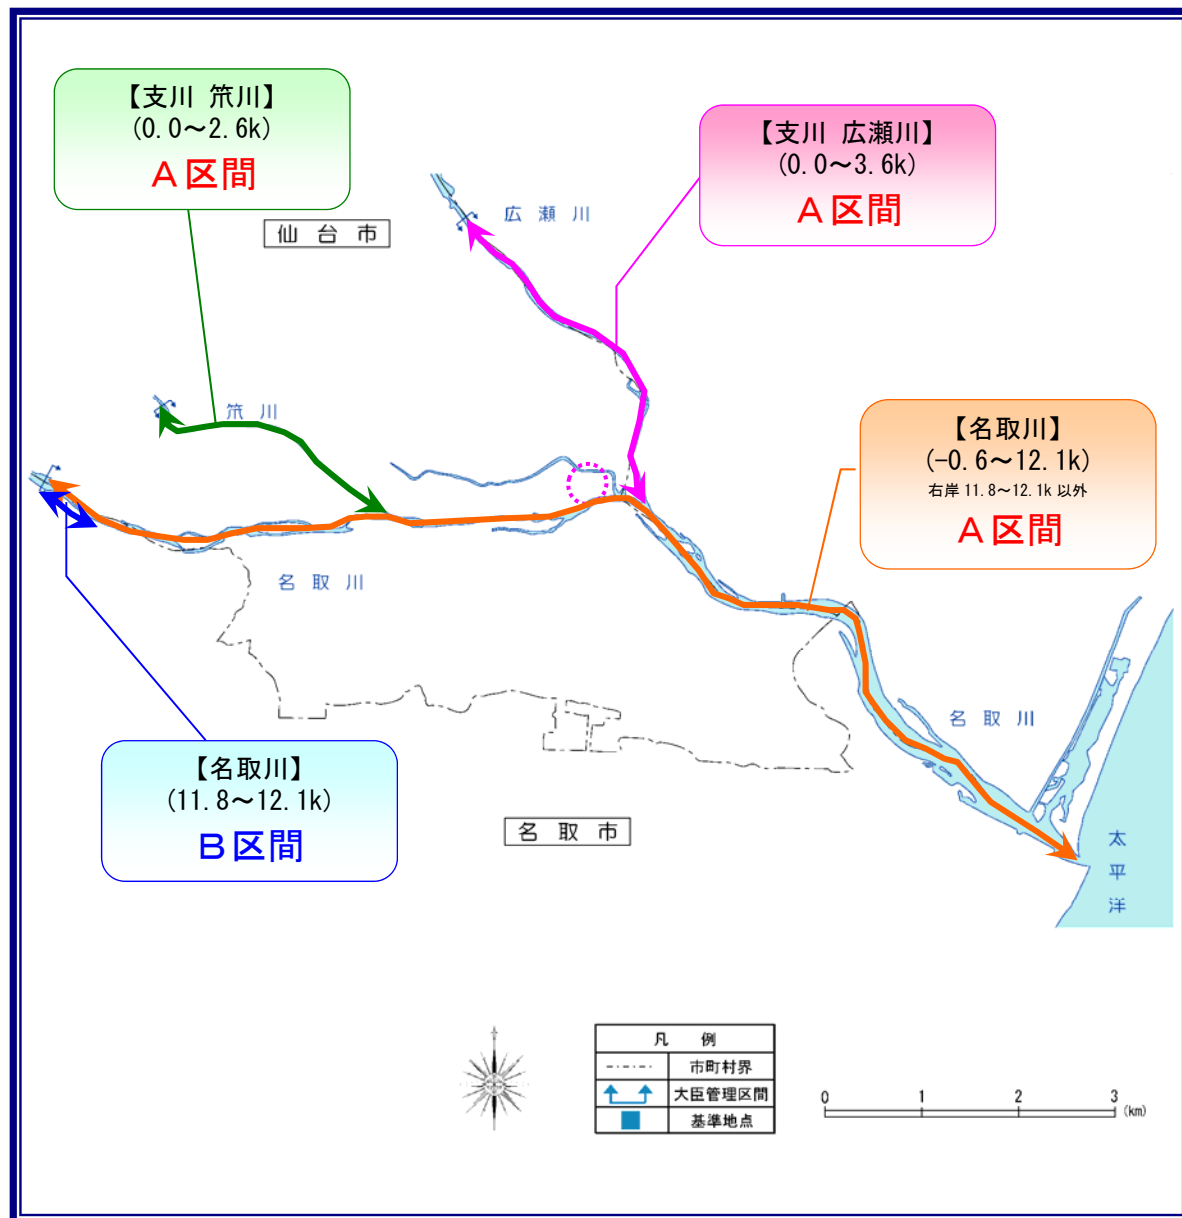 【支川 笊川】
(0.0～2.6k)
A区間
【支川 広瀬川】
(0.0～3.6k)
A区間
広瀬川
仙台市
笊川
【名取川】
(-0.6～12.1k)
右岸 11.8～12.1k 以外
A区間
名取川
名取川
【名取川】
(11.8～12.1k)
B区間
名取市
太平洋
凡 例
市町村界
大臣管理区間
基準地点
0 1 2 3 (km)